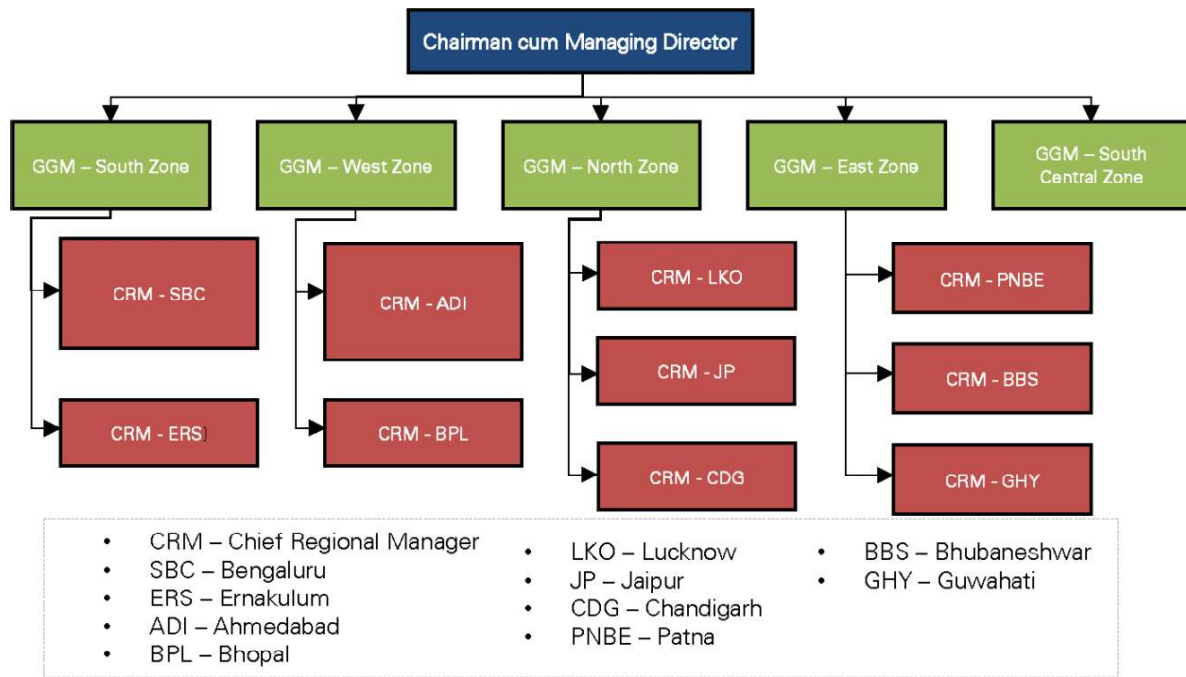 Chairman cum Managing Director
GGM – South Zone
GGM – West Zone
GGM – North Zone
GGM – East Zone
GGM – South
Central Zone
CRM - SBC
CRM - ERS)
CRM - ADI
CRM - BPL
CRM - LKO
CRM - JP
CRM - CDG
CRM - PNBE
CRM - BBS
CRM - GHY
• CRM – Chief Regional Manager
• SBC – Bengaluru
• ERS – Ernakulum
• ADI – Ahmedabad
• BPL – Bhopal
• LKO – Lucknow
• JP – Jaipur
• CDG – Chandigarh
• PNBE – Patna
• BBS – Bhubaneshwar
• GHY – Guwahati